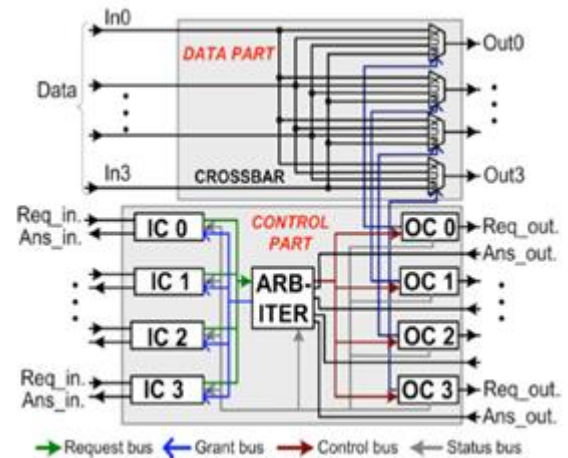 In0
DATA PART
Out0
Data
In3
CROSSBAR
Out3
Req_in.
Ans_in.
IC 0
CONTROL PART
OC 0
Req_out.
Ans_out.
IC 1
ARB-
ITER
OC 1
IC 2
OC 2
Req_in.
Ans_in.
IC 3
OC 3
Req_out.
Ans_out.
Request bus
Grant bus
Control bus
Status bus